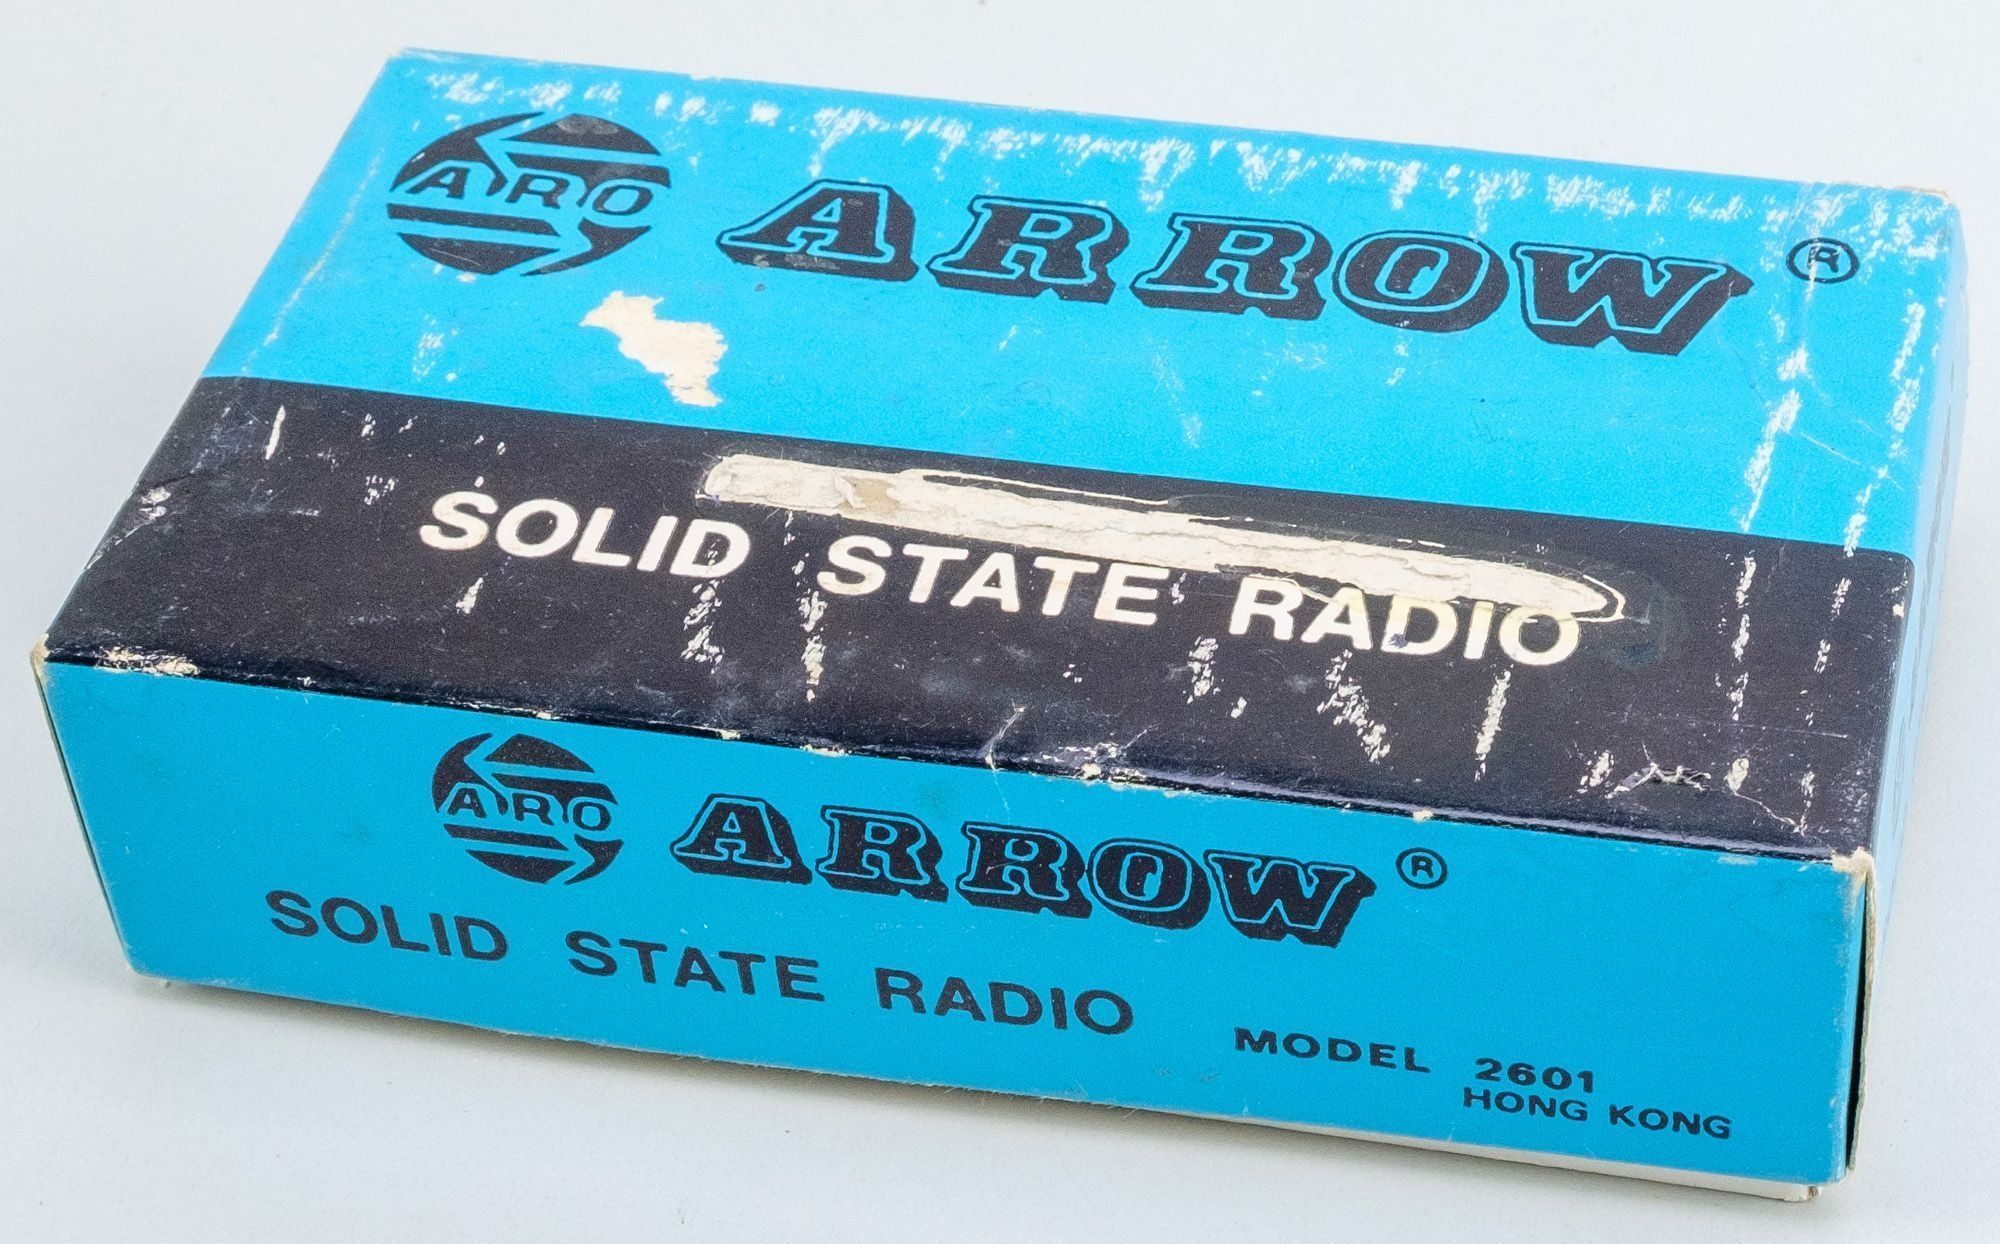 ARO ARROW ®
SOLID STATE RADIO
ARO ARROW ®
SOLID STATE RADIO
MODEL 2601
HONG KONG